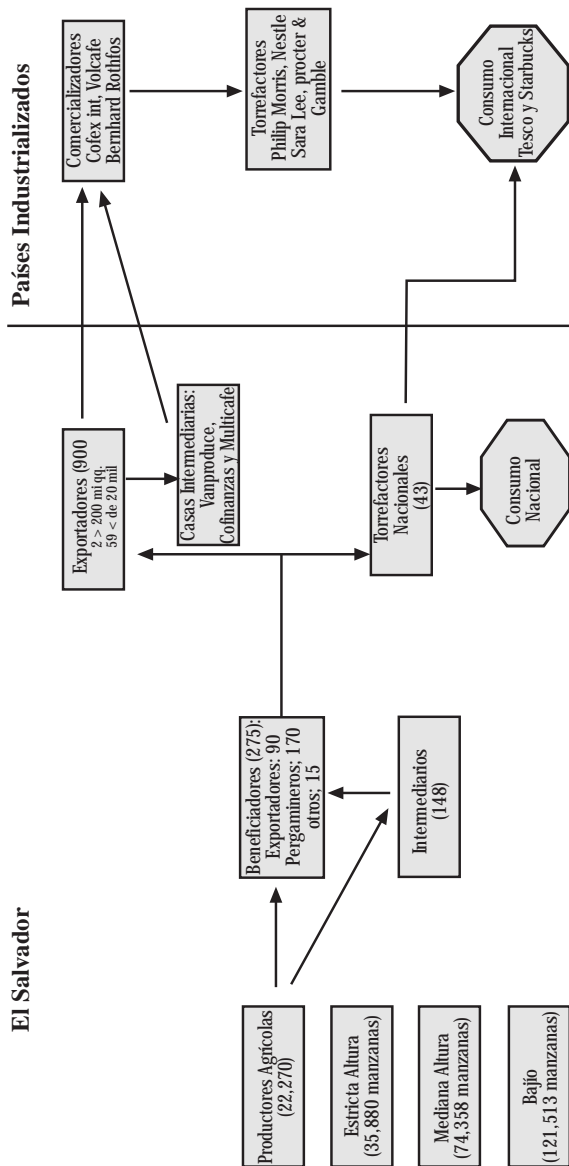 El Salvador
Países Industrializados
Productores Agrícolas
(22,270)
Estricta Altura
(35,880 manzanas)
Mediana Altura
(74,358 manzanas)
Bajío
(121,513 manzanas)
Beneficiadores (275):
Exportadores: 90
Pergamineros; 170
otros; 15
Intermediarios
(148)
Exportadores (900
2 > 200 mi qq.
59 < de 20 mil
Casas Intermediarias:
Vanproduce,
Cofinanzas y Multicafe
Torrefactores
Nacionales
(43)
Consumo
Nacional
Comercializadores
Cofex int, Volcafe
Bernhard Rothfos
Torrefactores
Philip Morris, Nestle
Sara Lee, procter &
Gamble
Consumo
Internacional
Tesco y Starbucks